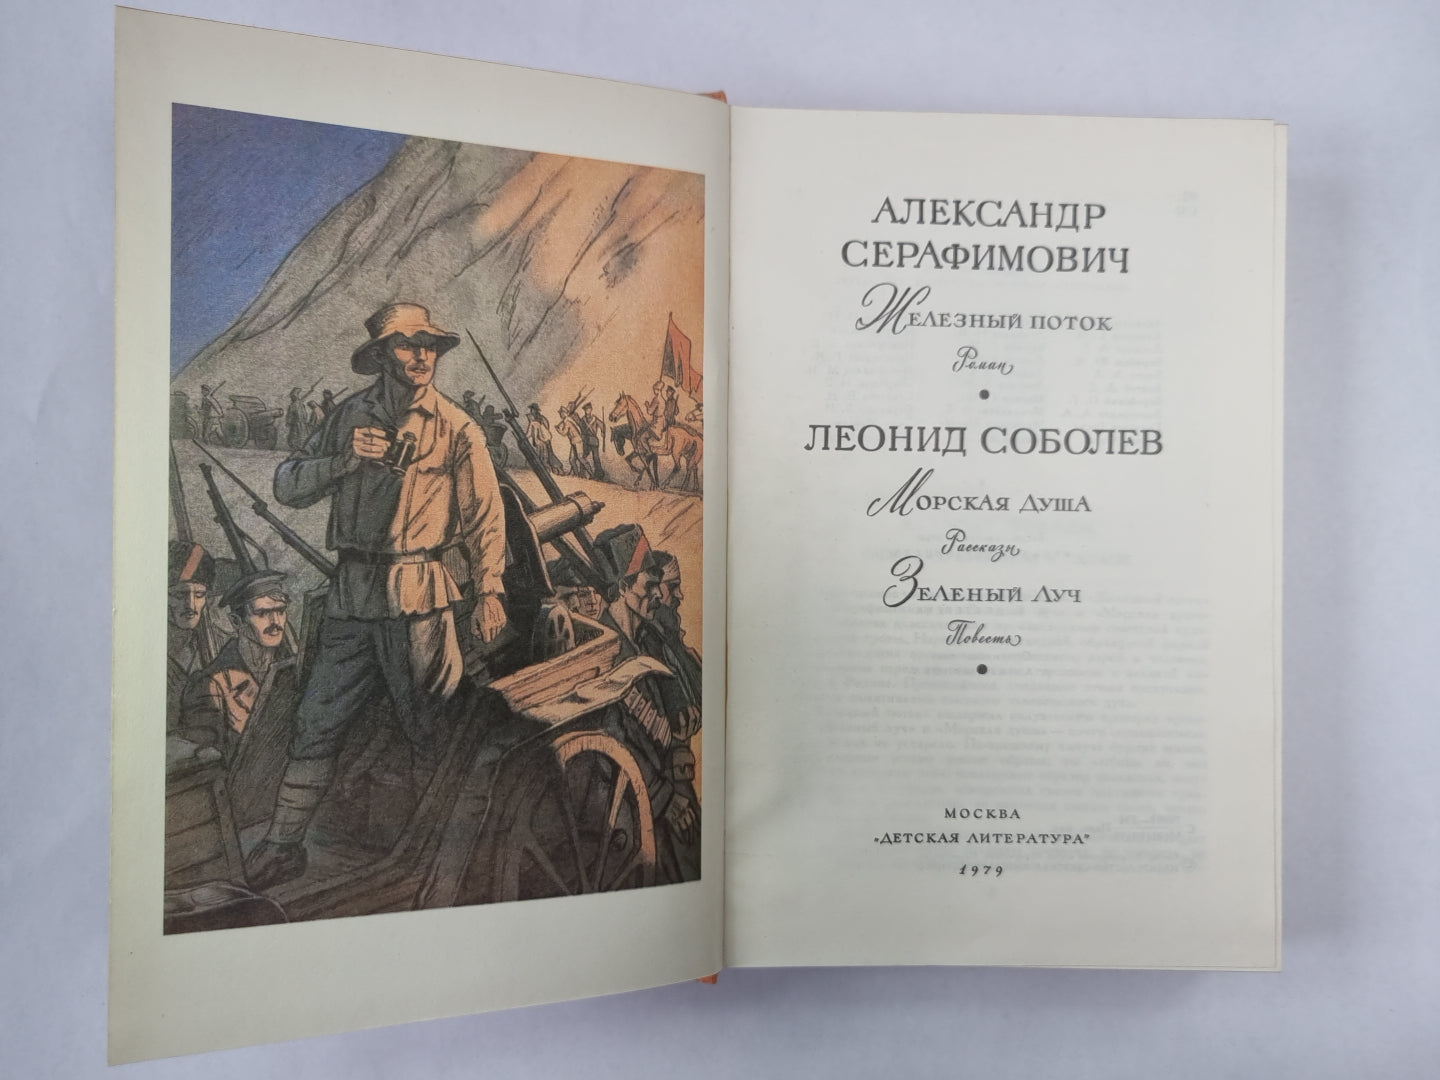 АЛЕКСАНДР
СЕРАФИМОВИЧ
Железный поток
Роман
ЛЕОНИД СОБОЛЕВ
Морская душа
Рассказы
Зеленый луч
Повесть
МОСКВА
"ДЕТСКАЯ ЛИТЕРАТУРА"
1979